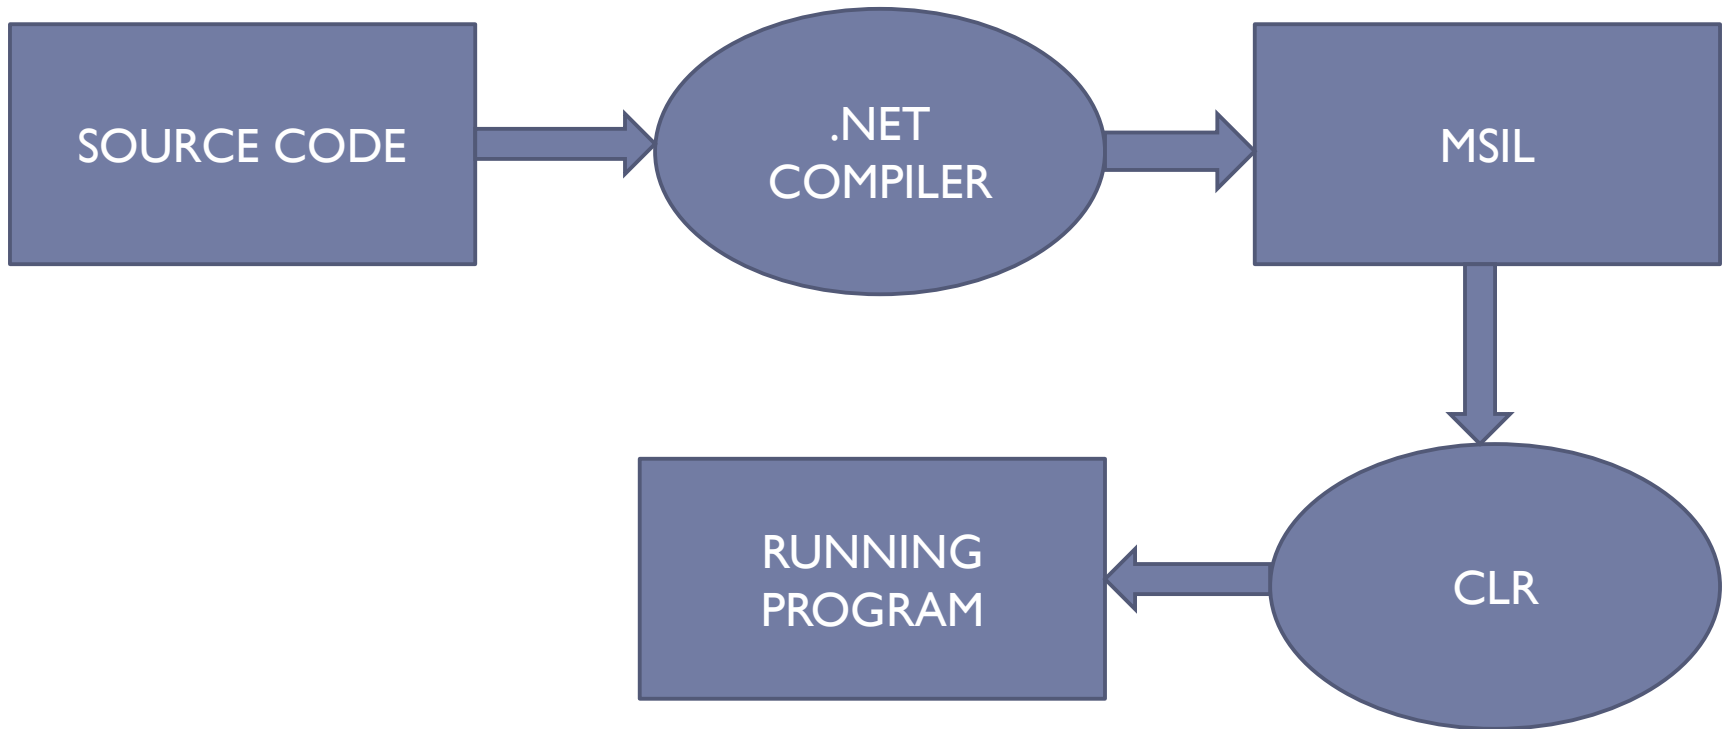 SOURCE CODE
.NET
COMPILER
MSIL
RUNNING
PROGRAM
CLR